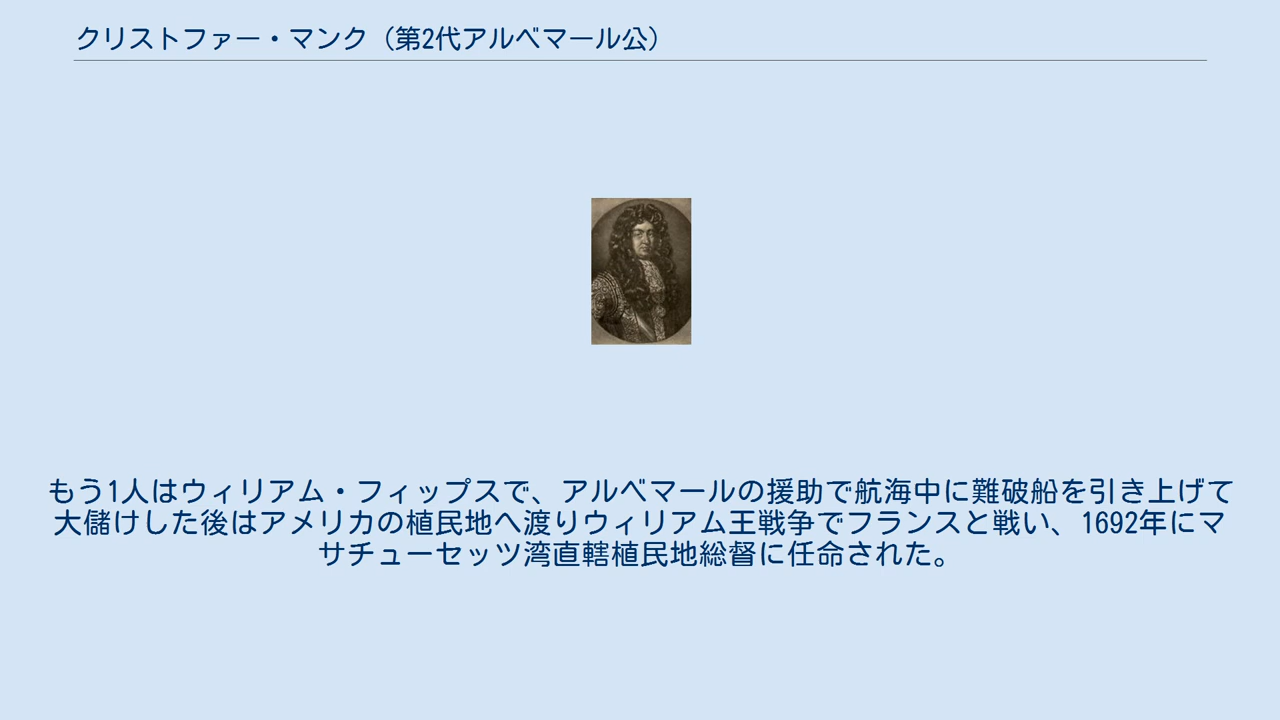 クリストファー・マンク（第2代アルベマール公）
もう1人はウィリアム・フィップスで、アルベマールの援助で航海中に難破船を引き上げて
大儲けした後はアメリカの植民地へ渡りウィリアム王戦争でフランスと戦い、1692年にマ
サチューセッツ湾直轄植民地総督に任命された。